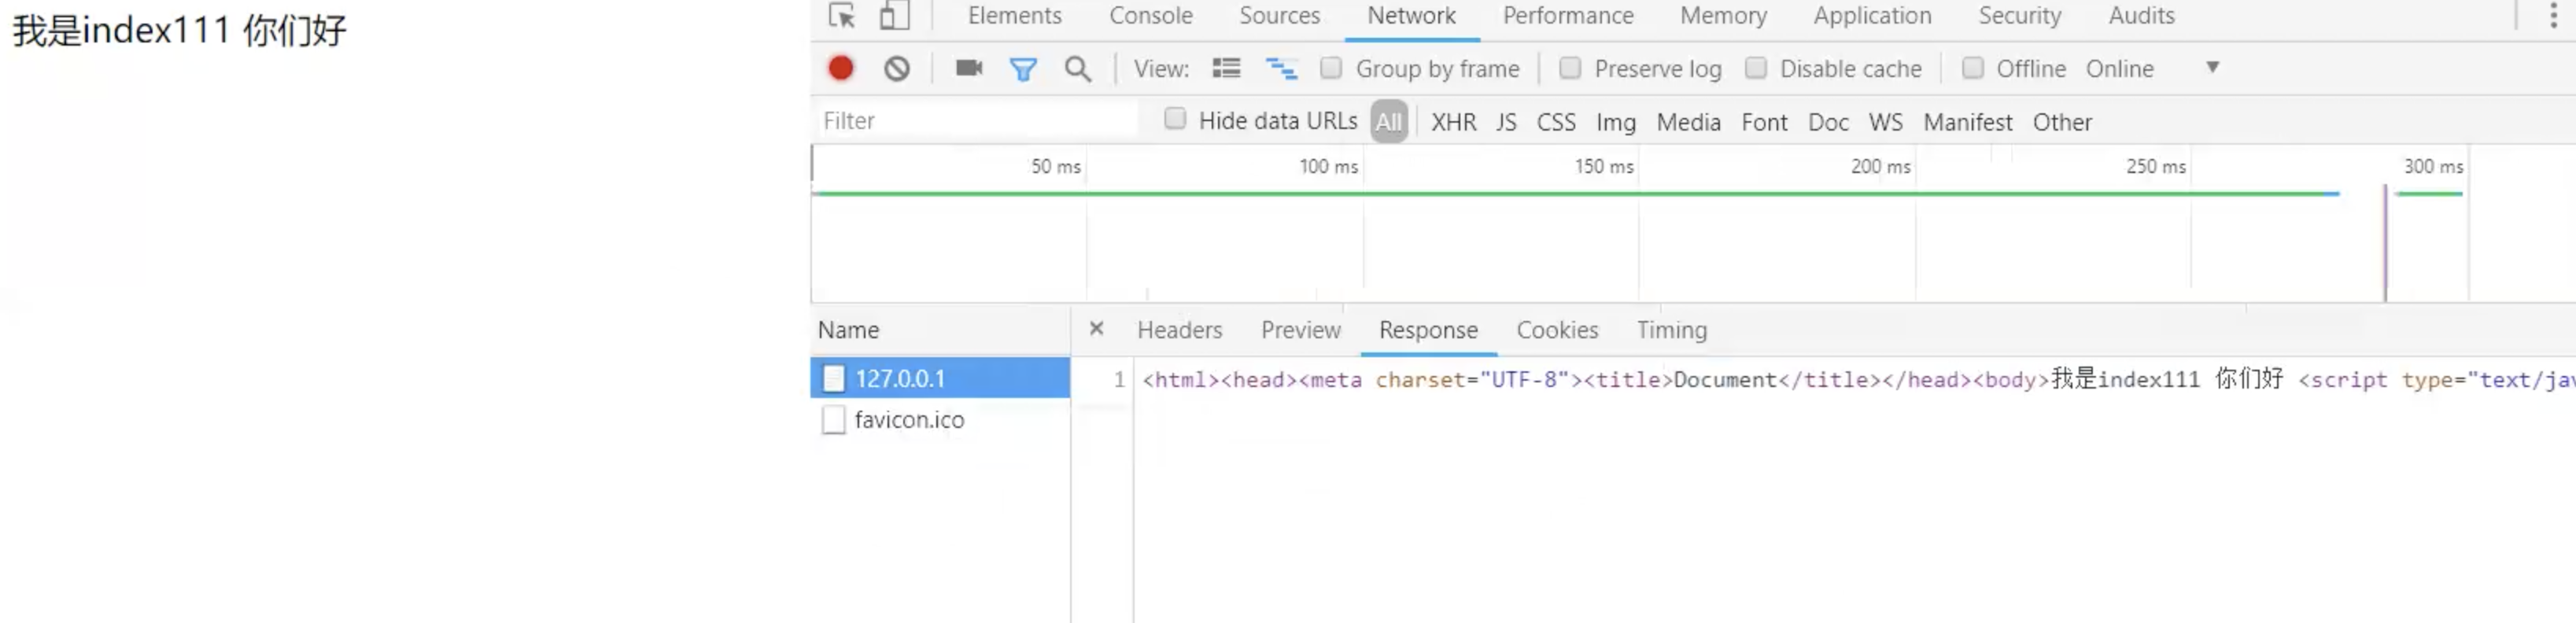 我是index111 你们好
Elements Console Sources Network Performance Memory Application Security Audits
View: Group by frame Preserve log Disable cache Offline Online
Filter Hide data URLs All XHR JS CSS Img Media Font Doc WS Manifest Other
50 ms 100 ms 150 ms 200 ms 250 ms 300 ms
Name × Headers Preview Response Cookies Timing
127.0.0.1 1 <html><head><meta charset="UTF-8"><title>Document</title></head><body>我是index111 你们好 <script type="text/jav
favicon.ico